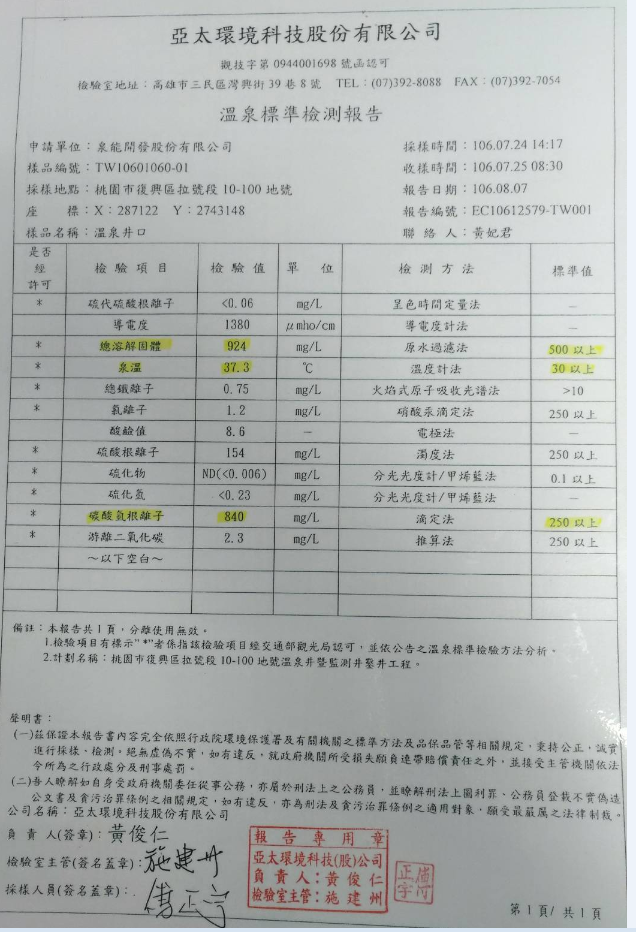 亞太環境科技股份有限公司
觀技字第 0944001698 號函認可
檢驗室地址：高雄市三民區灣興街 39 巷 8 號 TEL：(07)392-8088 FAX：(07)392-7054
溫泉標準檢測報告
申請單位：泉能開發股份有限公司 採樣時間：106.07.24 14:17
樣品編號：TW10601060-01 收樣時間：106.07.25 08:30
採樣地點：桃園市復興區拉號段 10-100 地號 報告日期：106.08.07
座 標：X：287122 Y：2743148 報告編號：EC10612579-TW001
樣品名稱：溫泉井口 聯絡人：黃妃君
是否經許可 檢驗項目 檢驗值 單位 檢測方法 標準值
* 硫代硫酸根離子 <0.06 mg/L 呈色時間定量法 —
導電度 1380 μmho/cm 導電度計法 —
* 總溶解固體 924 mg/L 原水過濾法 500 以上
* 泉溫 37.3 ℃ 溫度計法 30 以上
* 總鐵離子 0.75 mg/L 火焰式原子吸收光譜法 >10
* 氯離子 1.2 mg/L 硝酸汞滴定法 250 以上
酸鹼值 8.6 — 電極法 —
* 硫酸根離子 154 mg/L 濁度法 250 以上
* 硫化物 ND(<0.006) mg/L 分光光度計/甲烯藍法 0.1 以上
* 硫化氫 <0.23 mg/L 分光光度計/甲烯藍法 —
* 碳酸氫根離子 840 mg/L 滴定法 250 以上
* 游離二氧化碳 2.3 mg/L 推算法 250 以上
～以下空白～
備註：本報告共 1 頁，分離使用無效。
1.檢驗項目有標示"*"者係指該檢驗項目經交通部觀光局認可，並依公告之溫泉標準檢驗方法分析。
2.計劃名稱：桃園市復興區拉號段 10-100 地號溫泉井暨監測井鑿井工程。
聲明書：
(一)茲保證本報告書內容完全依照行政院環境保護署及有關機關之標準方法及品保品管等相關規定，秉持公正、誠實
進行採樣、檢測。絕無虛偽不實，如有違反，就政府機關所受損失願負連帶賠償責任之外，並接受主管機關依法
令所為之行政處分及刑事處罰。
(二)吾人瞭解如自身受政府機關委任從事公務，亦屬於刑法上之公務員，並瞭解刑法上圖利罪、公務員登載不實偽造
公文書及貪污治罪條例之相關規定，如有違反，亦為刑法及貪污治罪條例之適用對象，願受最嚴厲之法律制裁。
公司名稱：亞太環境科技股份有限公司
負責人(簽章)：黃俊仁
檢驗室主管(簽名蓋章)：施建州
採樣人員(簽名蓋章)：
報告專用章
亞太環境科技(股)公司
負責人：黃俊仁
檢驗室主管：施建州
第 1 頁/ 共 1 頁